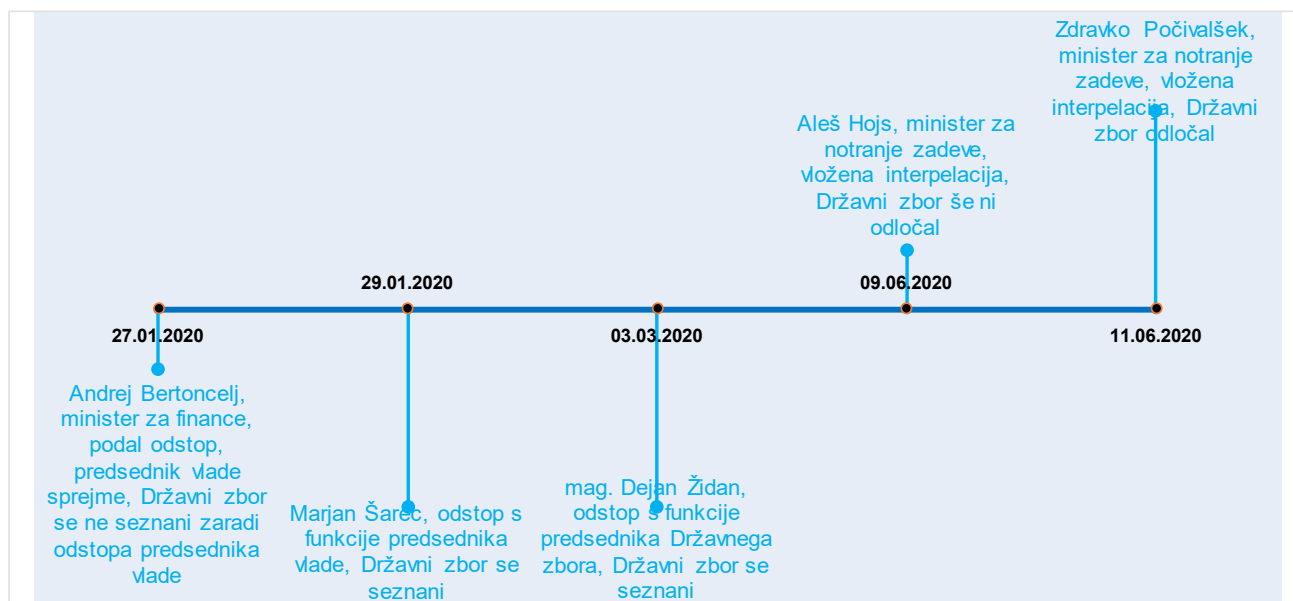 Zdravko Počivalšek,
minister za notranje
zadeve, vložena
interpelacija, Državni
zbor odločal
Aleš Hojs, minister za
notranje zadeve,
vložena interpelacija,
Državni zbor še ni
odločal
29.01.2020
09.06.2020
27.01.2020
03.03.2020
11.06.2020
Andrej Bertoncelj,
minister za finance,
podal odstop,
predsednik vlade
sprejme, Državni zbor
se ne seznani zaradi
odstopa predsednika
vlade
Marjan Šarec, odstop s
funkcije predsednika
vlade, Državni zbor se
seznani
mag. Dejan Židan,
odstop s funkcije
predsednika Državnega
zbora, Državni zbor se
seznani